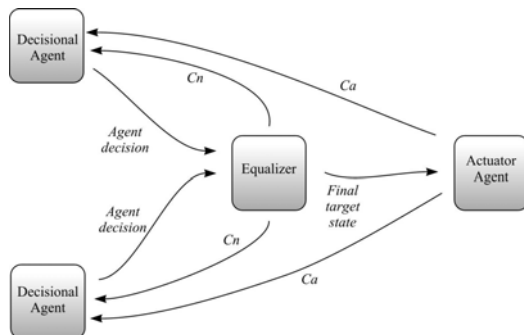 Decisional
Agent
Cn
Ca
Agent
decision
Equalizer
Actuator
Agent
Agent
decision
Final
target
state
Cn
Ca
Decisional
Agent